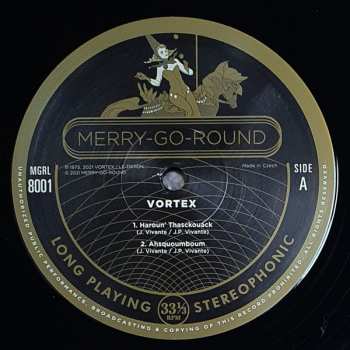 MERRY-GO-ROUND
MGRL
8001
℗ 1979, 2021 VORTEX/LE-TRITON
© 2021 MERRY-GO-ROUND
Made in Czech
SIDE
A
VORTEX
1. Haroun' Thasckouack
(J. Vivante / J.P. Vivante)
2. Ahsquoumboum
(J. Vivante / J.P. Vivante)
LONG PLAYING
33⅓
RPM
STEREOPHONIC
UNAUTHORIZED PUBLIC PERFORMANCE, BROADCASTING & COPYING OF THIS RECORD PROHIBITED. ALL RIGHTS RESERVED.